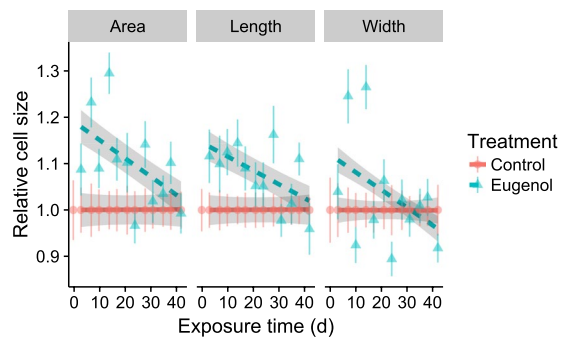 Area Length Width
Relative cell size
1.3
1.2
1.1
1.0
0.9
0 10 20 30 40 0 10 20 30 40 0 10 20 30 40
Exposure time (d)
Treatment
Control
Eugenol